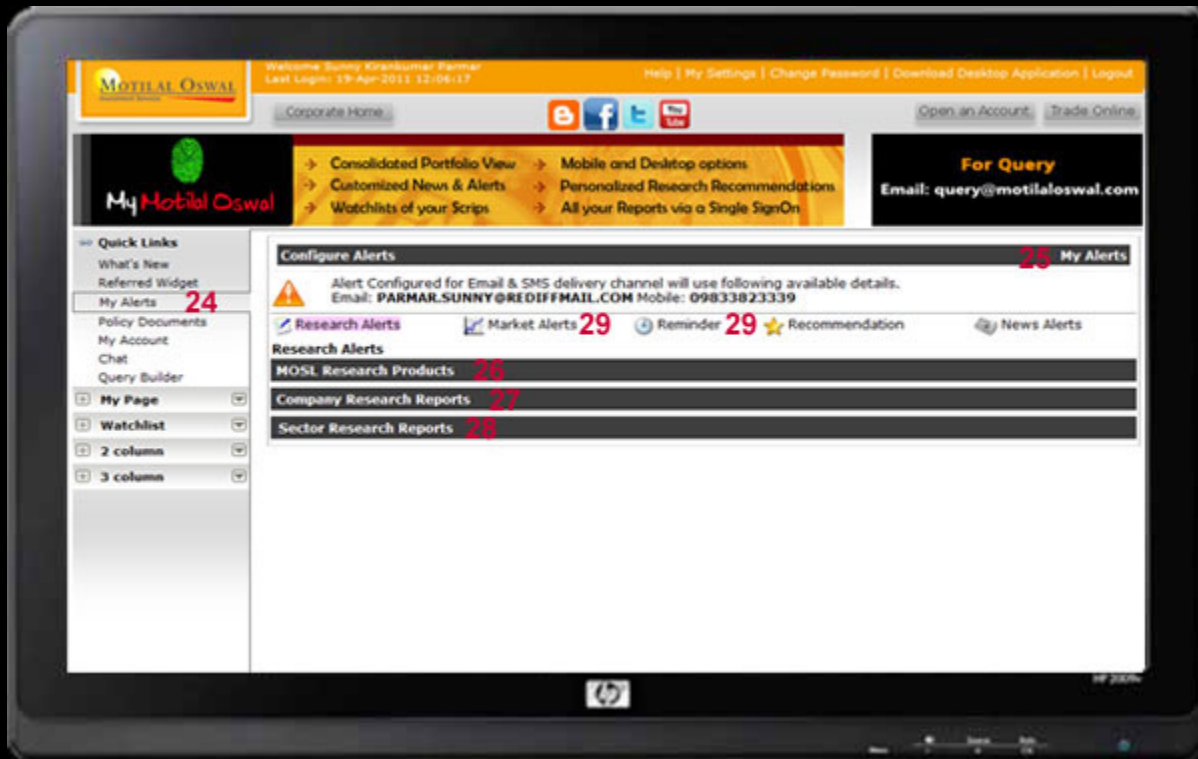 MOTILAL OSWAL
Welcome Sunny Kirankumar Parmar
Last Login: 19-Apr-2011 12:06:17
Help | My Settings | Change Password | Download Desktop Application | Logout
Corporate Home
You
Tube
Open an Account
Trade Online
My Motilal Oswal
Consolidated Portfolio View
Customized News & Alerts
Watchlists of your Scrips
Mobile and Desktop options
Personalized Research Recommendations
All your Reports via a Single SignOn
For Query
Email: query@motilaloswal.com
Quick Links
What's New
Referred Widget
My Alerts 24
Policy Documents
My Account
Chat
Query Builder
My Page
Watchlist
2 column
3 column
Configure Alerts
25 My Alerts
Alert Configured for Email & SMS delivery channel will use following available details.
Email: PARMAR.SUNNY@REDIFFMAIL.COM Mobile: 09833823339
Research Alerts
Market Alerts 29
Reminder 29
Recommendation
News Alerts
Research Alerts
MOSL Research Products 26
Company Research Reports 27
Sector Research Reports 28
hp